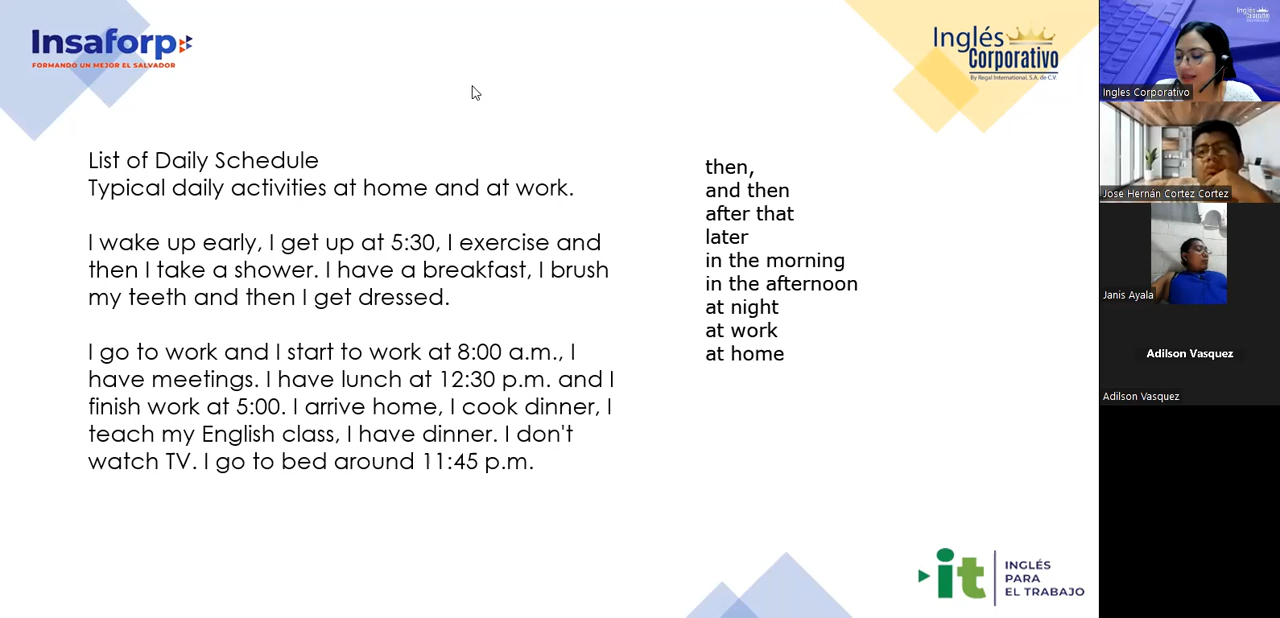 Insaforp
FORMANDO UN MEJOR EL SALVADOR
Inglés
Corporativo
By Regal International, S.A. de C.V.
List of Daily Schedule
Typical daily activities at home and at work.
I wake up early, I get up at 5:30, I exercise and
then I take a shower. I have a breakfast, I brush
my teeth and then I get dressed.
I go to work and I start to work at 8:00 a.m., I
have meetings. I have lunch at 12:30 p.m. and I
finish work at 5:00. I arrive home, I cook dinner, I
teach my English class, I have dinner. I don't
watch TV. I go to bed around 11:45 p.m.
then,
and then
after that
later
in the morning
in the afternoon
at night
at work
at home
it
INGLÉS
PARA
EL TRABAJO
Inglés
Ingles Corporativo
Jose Hernán Cortez Cortez
Janis Ayala
Adilson Vasquez
Adilson Vasquez